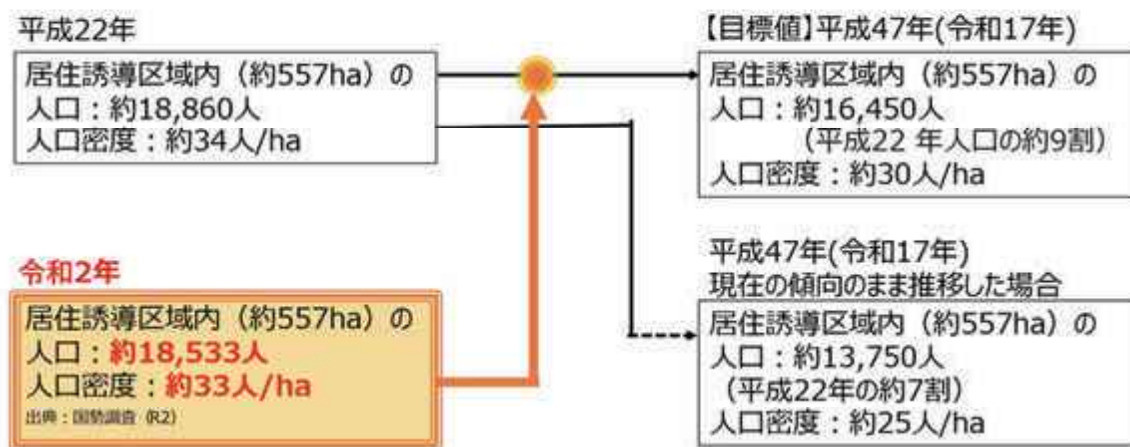 平成22年
居住誘導区域内（約557ha）の
人口：約18,860人
人口密度：約34人/ha
【目標値】平成47年(令和17年)
居住誘導区域内（約557ha）の
人口：約16,450人
（平成22 年人口の約9割）
人口密度：約30人/ha
令和2年
居住誘導区域内（約557ha）の
人口：約18,533人
人口密度：約33人/ha
出典：国勢調査（R2）
平成47年(令和17年)
現在の傾向のまま推移した場合
居住誘導区域内（約557ha）の
人口：約13,750人
（平成22年の約7割）
人口密度：約25人/ha